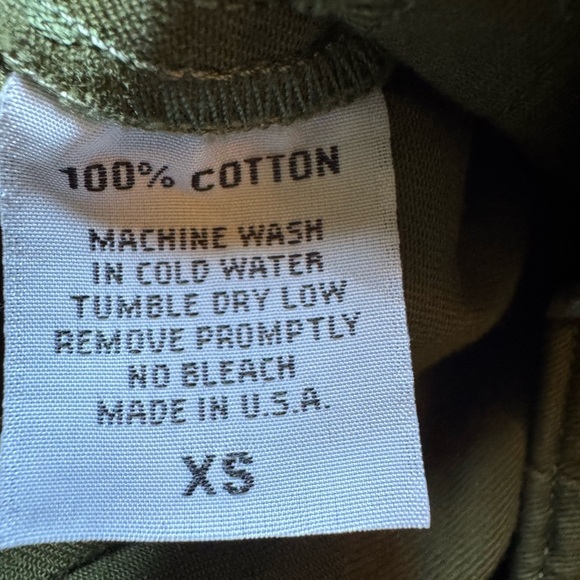 100% COTTON
MACHINE WASH
IN COLD WATER
TUMBLE DRY LOW
REMOVE PROMPTLY
NO BLEACH
MADE IN U.S.A.
XS